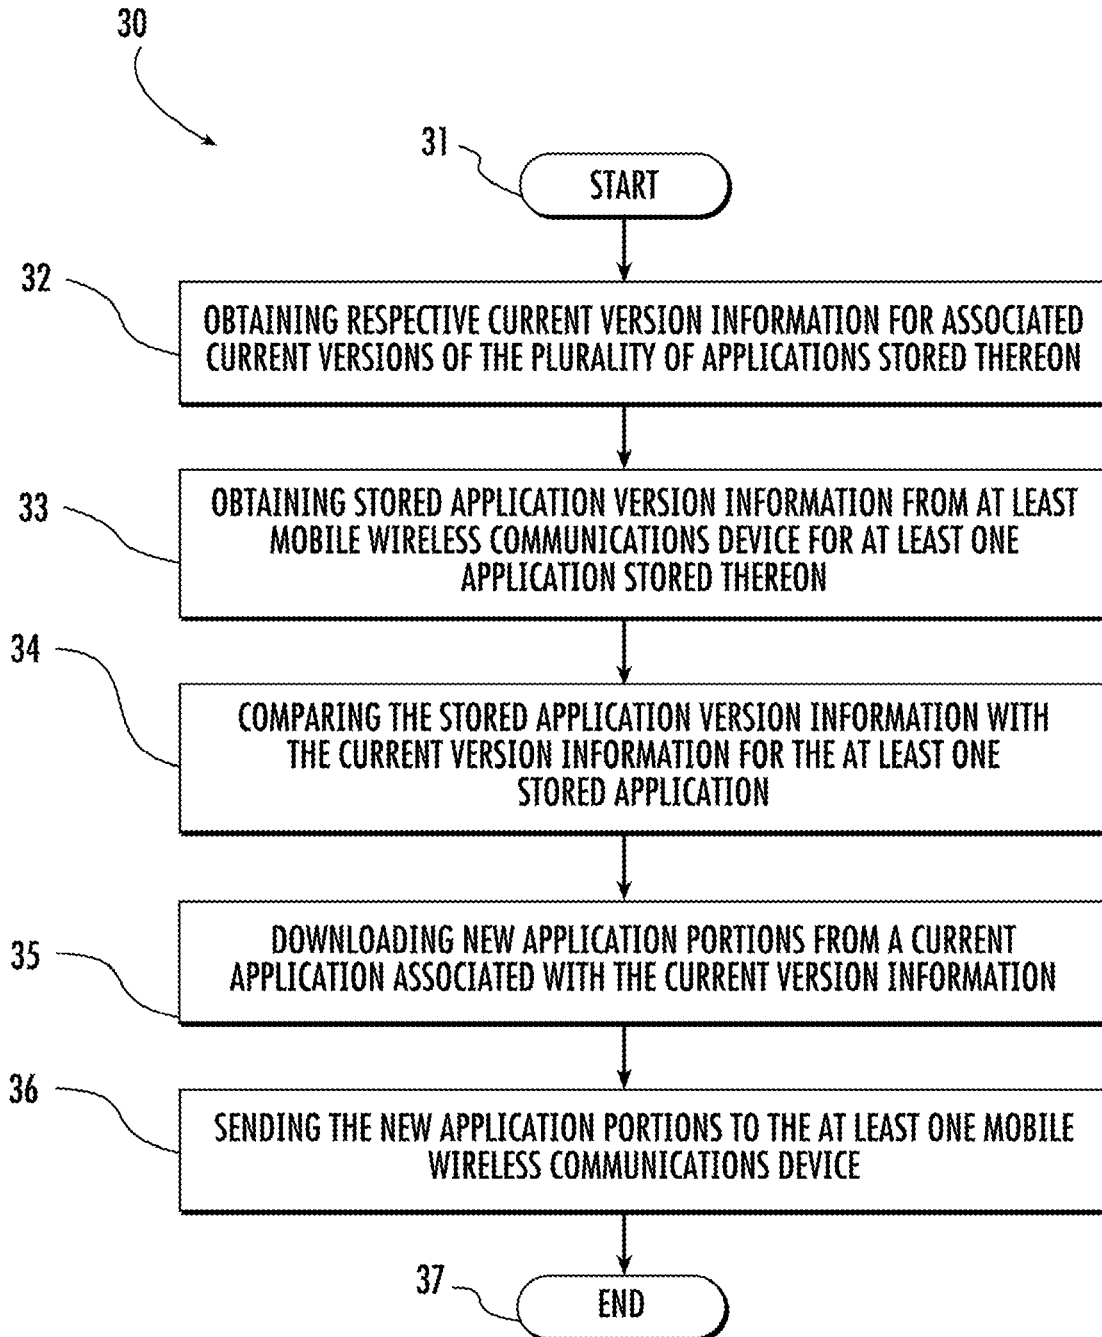 30
31
START
32
OBTAINING RESPECTIVE CURRENT VERSION INFORMATION FOR ASSOCIATED
CURRENT VERSIONS OF THE PLURALITY OF APPLICATIONS STORED THEREON
33
OBTAINING STORED APPLICATION VERSION INFORMATION FROM AT LEAST
MOBILE WIRELESS COMMUNICATIONS DEVICE FOR AT LEAST ONE
APPLICATION STORED THEREON
34
COMPARING THE STORED APPLICATION VERSION INFORMATION WITH
THE CURRENT VERSION INFORMATION FOR THE AT LEAST ONE
STORED APPLICATION
35
DOWNLOADING NEW APPLICATION PORTIONS FROM A CURRENT
APPLICATION ASSOCIATED WITH THE CURRENT VERSION INFORMATION
36
SENDING THE NEW APPLICATION PORTIONS TO THE AT LEAST ONE MOBILE
WIRELESS COMMUNICATIONS DEVICE
37
END